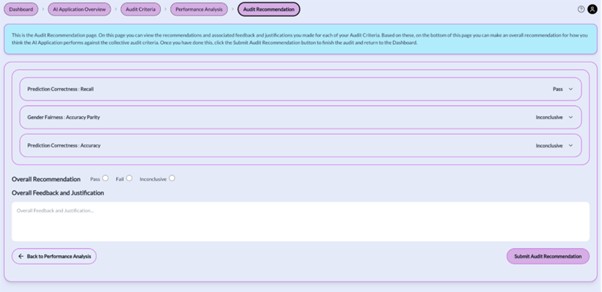 Dashboard
AI Application Overview
Audit Criteria
Performance Analysis
Audit Recommendation
This is the Audit Recommendation page. On this page you can view the recommendations and associated feedback and justifications you made for each of your Audit Criteria. Based on these, on the bottom of this page you can make an overall recommendation for how you
think the AI Application performs against the collective audit criteria. Once you have done this, click the Submit Audit Recommendation button to finish the audit and return to the Dashboard.
Prediction Correctness : Recall Pass
Gender Fairness : Accuracy Parity Inconclusive
Prediction Correctness : Accuracy Inconclusive
Overall Recommendation Pass Fail Inconclusive
Overall Feedback and Justification
Overall feedback and justification...
← Back to Performance Analysis Submit Audit Recommendation